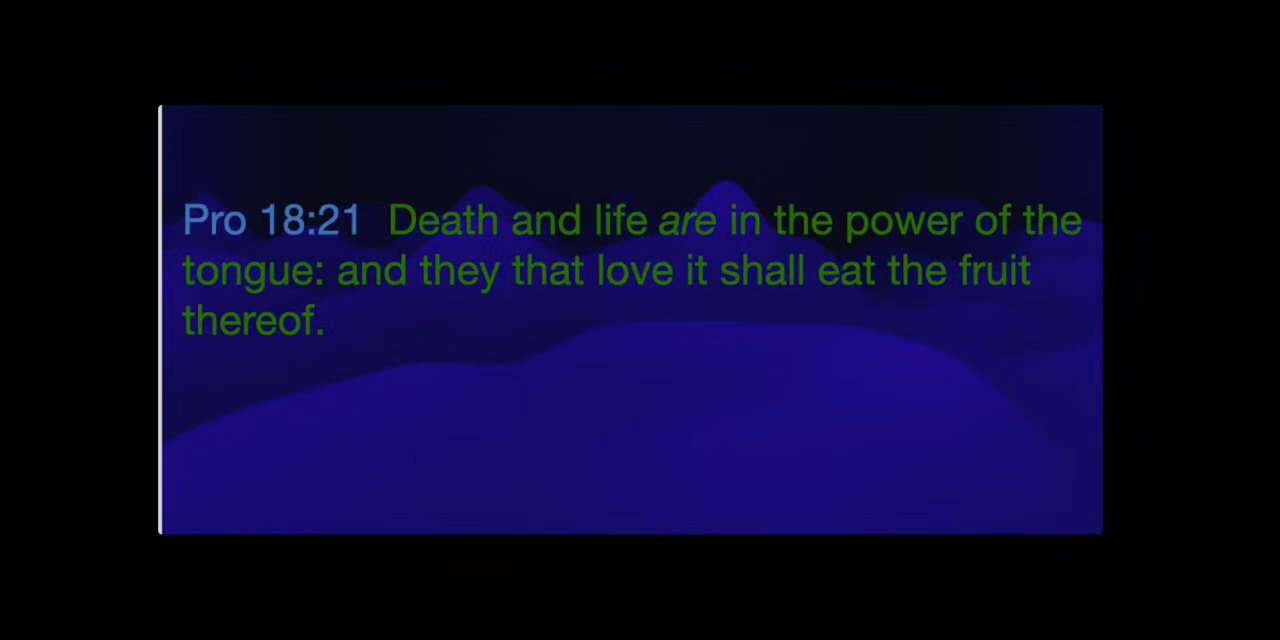 Pro 18:21  Death and life are in the power of the
tongue: and they that love it shall eat the fruit
thereof.